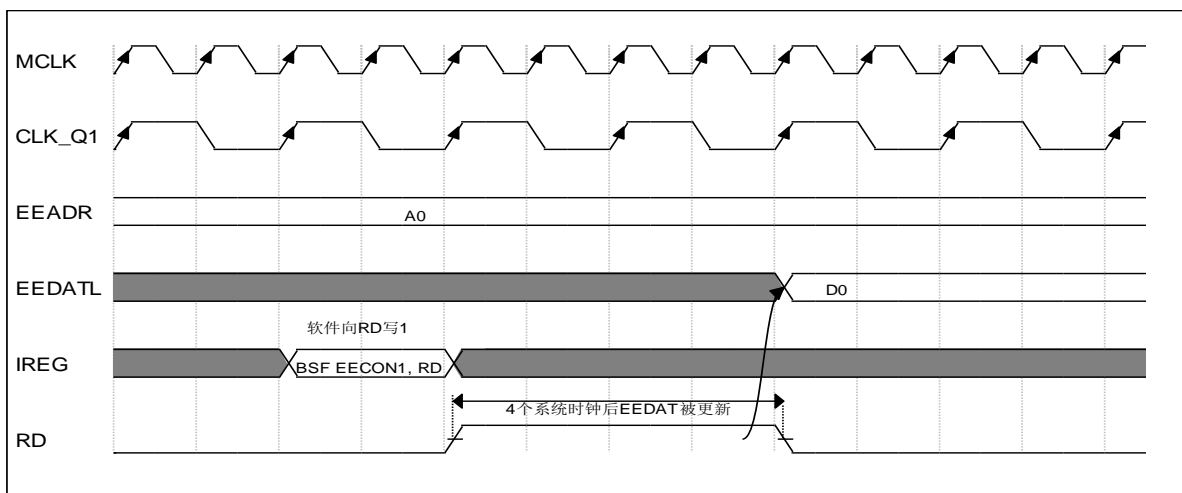 MCLK
CLK_Q1
EEADR
A0
EEDATL
D0
软件向RD写1
IREG
BSF EECON1, RD
4个系统时钟后EEDAT被更新
RD